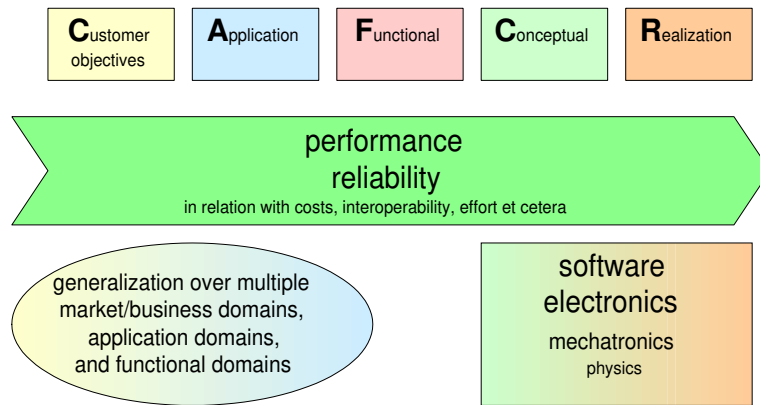 Customer
objectives
Application
Functional
Conceptual
Realization
performance
reliability
in relation with costs, interoperability, effort et cetera
generalization over multiple
market/business domains,
application domains,
and functional domains
software
electronics
mechatronics
physics